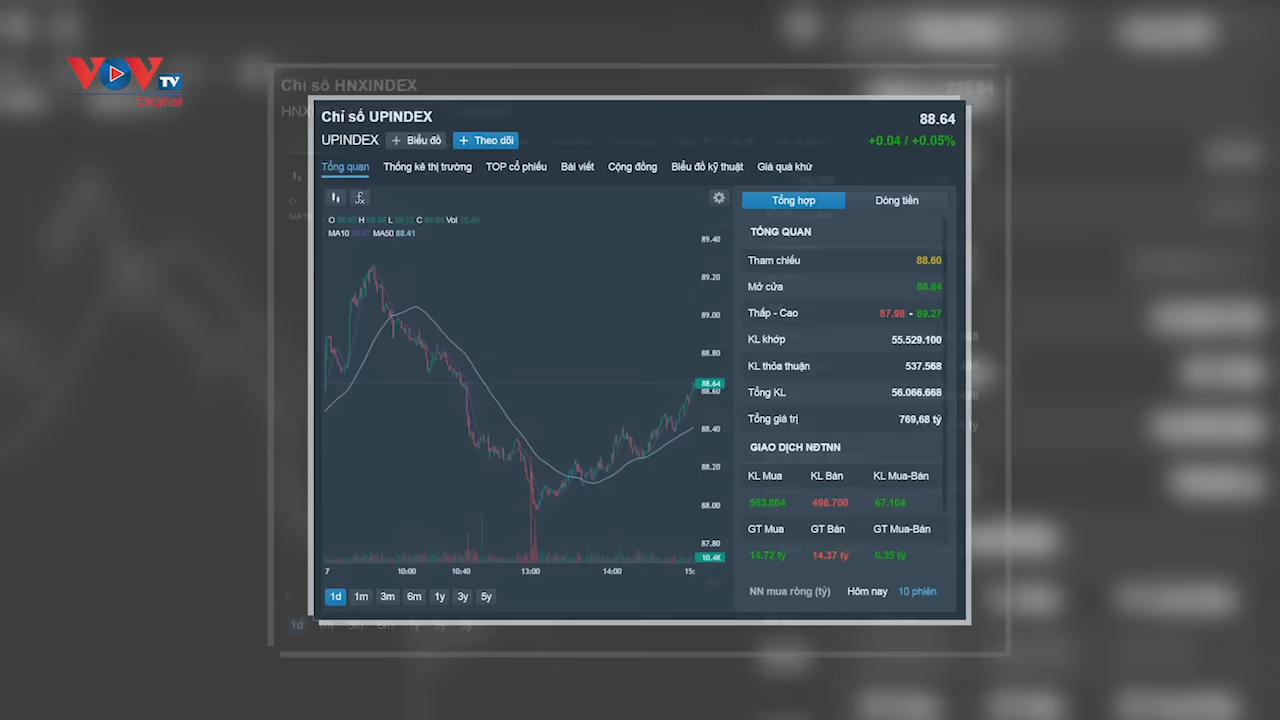 VOV TV
Digital
Chỉ số HNXINDEX
Chỉ số UPINDEX
88.64
UPINDEX + Biểu đồ + Theo dõi
+0.04 / +0.05%
Tổng quan Thống kê thị trường TOP cổ phiếu Bài viết Cộng đồng Biểu đồ kỹ thuật Giá quá khứ
Tổng hợp Dòng tiền
O H L C Vol
MA10 MA50 88.41
89.40
89.20
89.00
88.80
88.64
88.60
88.40
88.20
88.00
87.80
10.4K
7 10:00 10:40 13:00 14:00 15:
1d 1m 3m 6m 1y 3y 5y
TỔNG QUAN
Tham chiếu 88.60
Mở cửa 88.64
Thấp - Cao 87.98 - 89.27
KL khớp 55.529.100
KL thỏa thuận 537.568
Tổng KL 56.066.668
Tổng giá trị 769,68 tỷ
GIAO DỊCH NĐTNN
KL Mua KL Bán KL Mua-Bán
563.804 496.700 67.104
GT Mua GT Bán GT Mua-Bán
14.72 tỷ 14.37 tỷ 0.35 tỷ
NN mua ròng (tỷ) Hôm nay 10 phiên